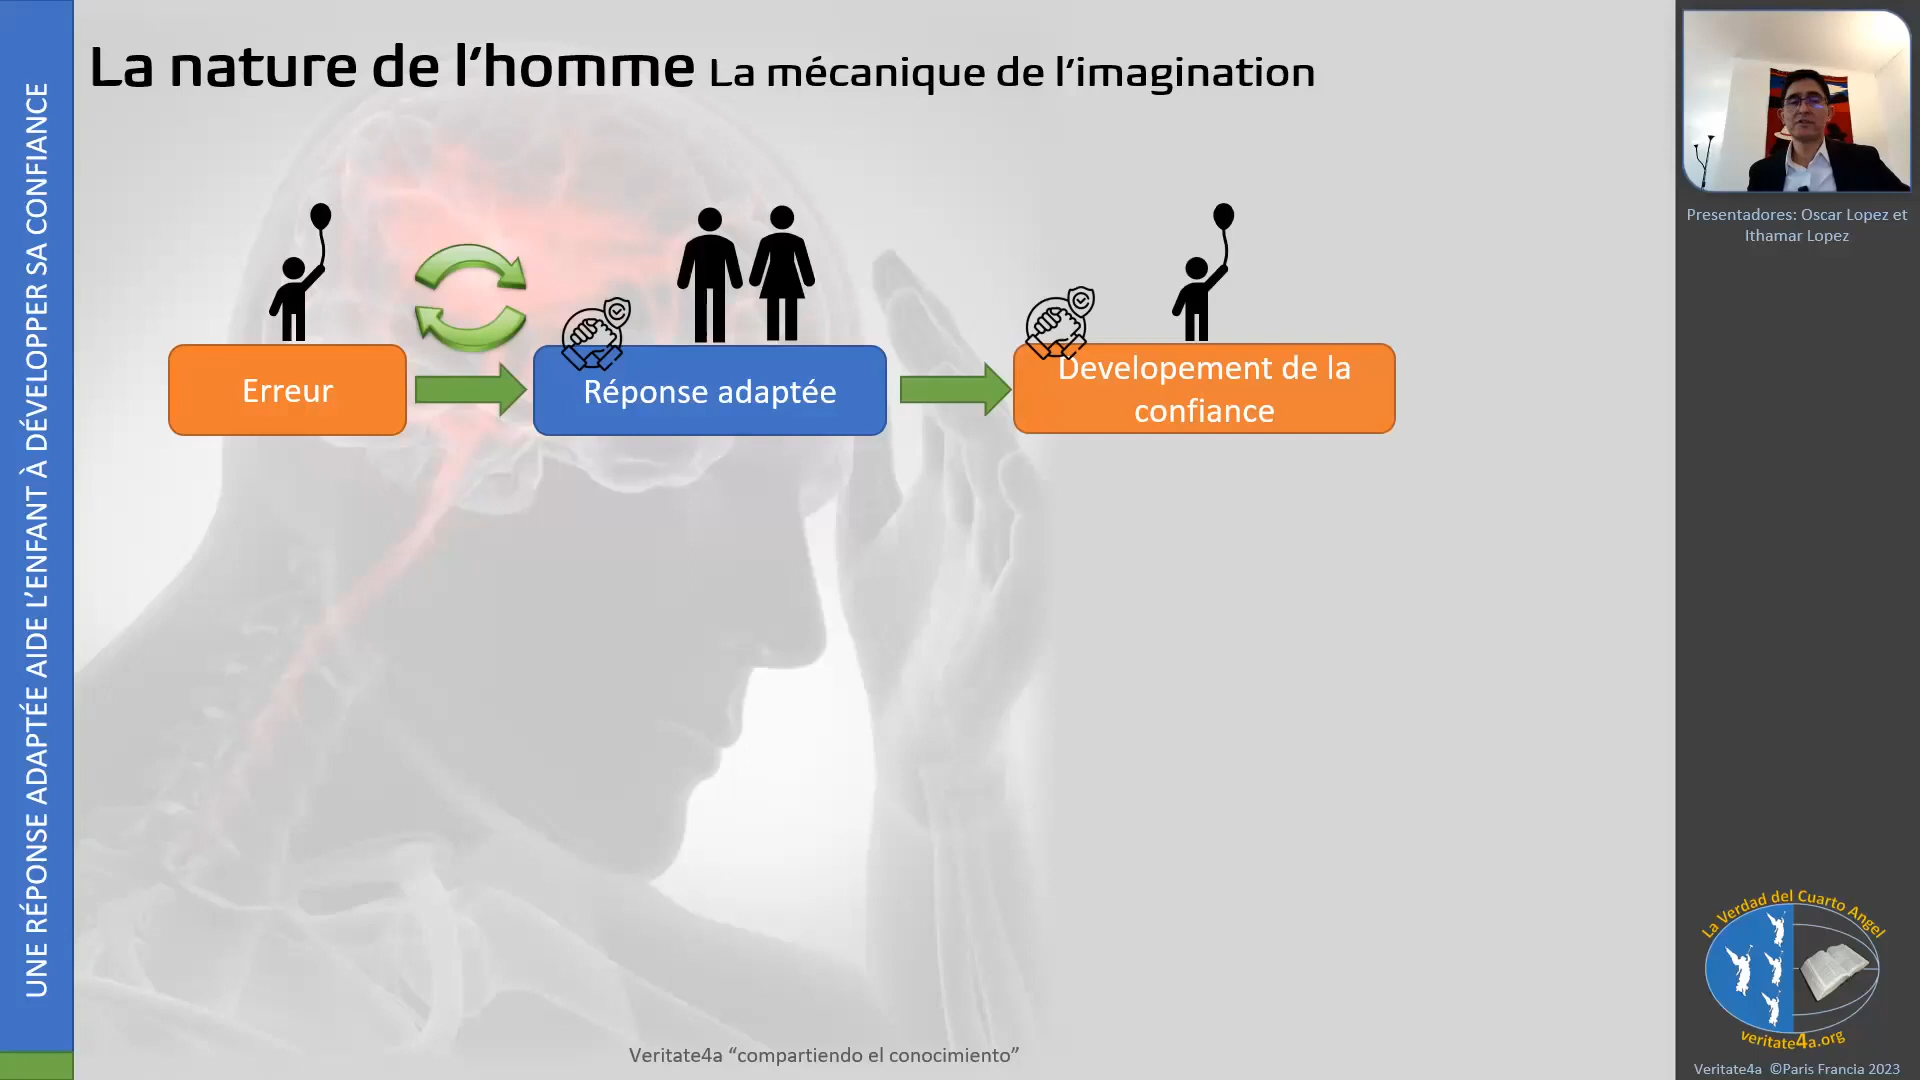 La nature de l’homme La mécanique de l’imagination
UNE RÉPONSE ADAPTÉE AIDE L’ENFANT À DÉVELOPPER SA CONFIANCE
Erreur
Réponse adaptée
Developement de la
confiance
Presentadores: Oscar Lopez et
Ithamar Lopez
La Verdad del Cuarto Angel
veritate4a.org
Veritate4a “compartiendo el conocimiento”
Veritate4a ©Paris Francia 2023